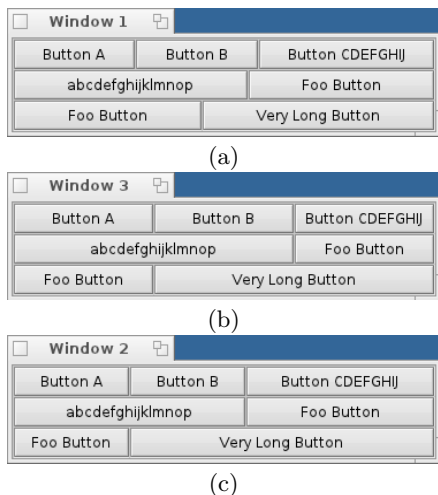 Window 1
Button A Button B Button CDEFGHIJ
abcdefghijklmnop Foo Button
Foo Button Very Long Button
(a)
Window 3
Button A Button B Button CDEFGHIJ
abcdefghijklmnop Foo Button
Foo Button Very Long Button
(b)
Window 2
Button A Button B Button CDEFGHIJ
abcdefghijklmnop Foo Button
Foo Button Very Long Button
(c)